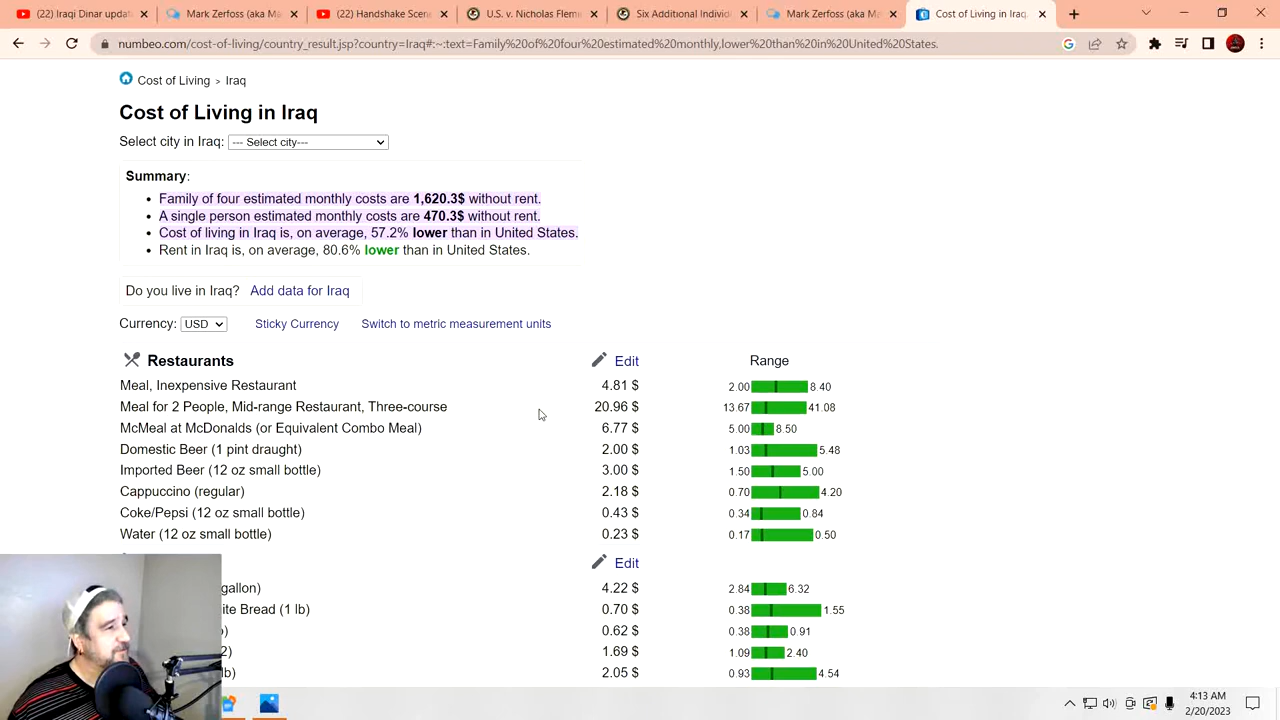 (22) Iraqi Dinar updat
Mark Zerfoss (aka M
(22) Handshake Scen
U.S. v. Nicholas Flem
Six Additional Individ
Mark Zerfoss (aka M
Cost of Living in Iraq.
numbeo.com/cost-of-living/country_result.jsp?country=Iraq#:~:text=Family%20of%20four%20estimated%20monthly,lower%20than%20in%20United%20States.
Cost of Living > Iraq
Cost of Living in Iraq
Select city in Iraq: --- Select city---
Summary:
Family of four estimated monthly costs are 1,620.3$ without rent.
A single person estimated monthly costs are 470.3$ without rent.
Cost of living in Iraq is, on average, 57.2% lower than in United States.
Rent in Iraq is, on average, 80.6% lower than in United States.
Do you live in Iraq? Add data for Iraq
Currency: USD Sticky Currency Switch to metric measurement units
Restaurants Edit Range
Meal, Inexpensive Restaurant 4.81 $ 2.00 8.40
Meal for 2 People, Mid-range Restaurant, Three-course 20.96 $ 13.67 41.08
McMeal at McDonalds (or Equivalent Combo Meal) 6.77 $ 5.00 8.50
Domestic Beer (1 pint draught) 2.00 $ 1.03 5.48
Imported Beer (12 oz small bottle) 3.00 $ 1.50 5.00
Cappuccino (regular) 2.18 $ 0.70 4.20
Coke/Pepsi (12 oz small bottle) 0.43 $ 0.34 0.84
Water (12 oz small bottle) 0.23 $ 0.17 0.50
Edit
gallon) 4.22 $ 2.84 6.32
ite Bread (1 lb) 0.70 $ 0.38 1.55
) 0.62 $ 0.38 0.91
2) 1.69 $ 1.09 2.40
lb) 2.05 $ 0.93 4.54
4:13 AM
2/20/2023